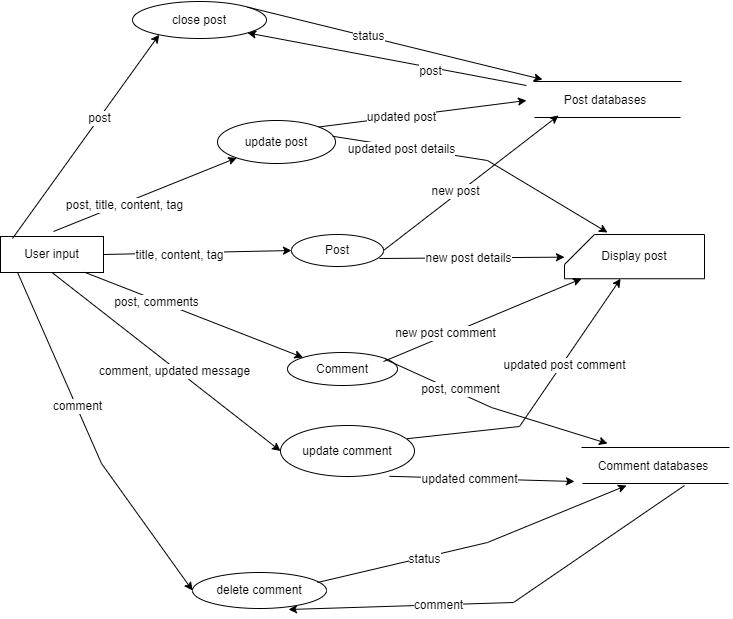 close post
status
post
Post databases
post
updated post
update post
updated post details
new post
post, title, content, tag
User input
title, content, tag
Post
new post details
Display post
post, comments
new post comment
comment, updated message
Comment
updated post comment
post, comment
comment
update comment
Comment databases
updated comment
status
delete comment
comment